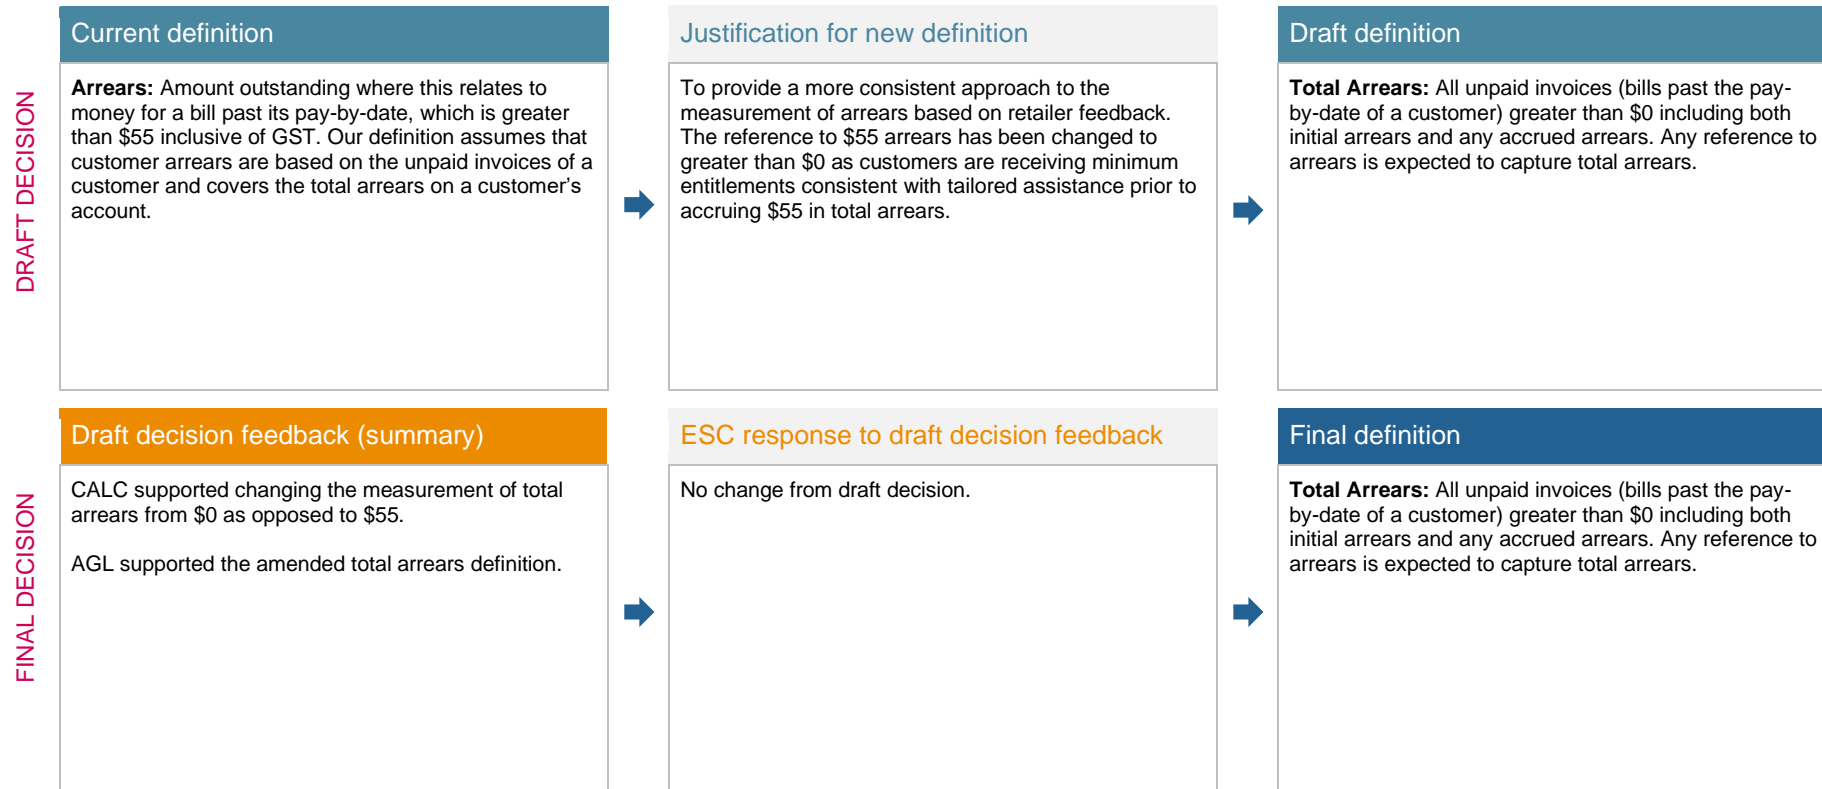 DRAFT DECISION
Current definition
Arrears: Amount outstanding where this relates to
money for a bill past its pay-by-date, which is greater
than $55 inclusive of GST. Our definition assumes that
customer arrears are based on the unpaid invoices of a
customer and covers the total arrears on a customer's
account.
Justification for new definition
To provide a more consistent approach to the
measurement of arrears based on retailer feedback.
The reference to $55 arrears has been changed to
greater than $0 as customers are receiving minimum
entitlements consistent with tailored assistance prior to
accruing $55 in total arrears.
Draft definition
Total Arrears: All unpaid invoices (bills past the pay-
by-date of a customer) greater than $0 including both
initial arrears and any accrued arrears. Any reference to
arrears is expected to capture total arrears.
FINAL DECISION
Draft decision feedback (summary)
CALC supported changing the measurement of total
arrears from $0 as opposed to $55.
AGL supported the amended total arrears definition.
ESC response to draft decision feedback
No change from draft decision.
Final definition
Total Arrears: All unpaid invoices (bills past the pay-
by-date of a customer) greater than $0 including both
initial arrears and any accrued arrears. Any reference to
arrears is expected to capture total arrears.